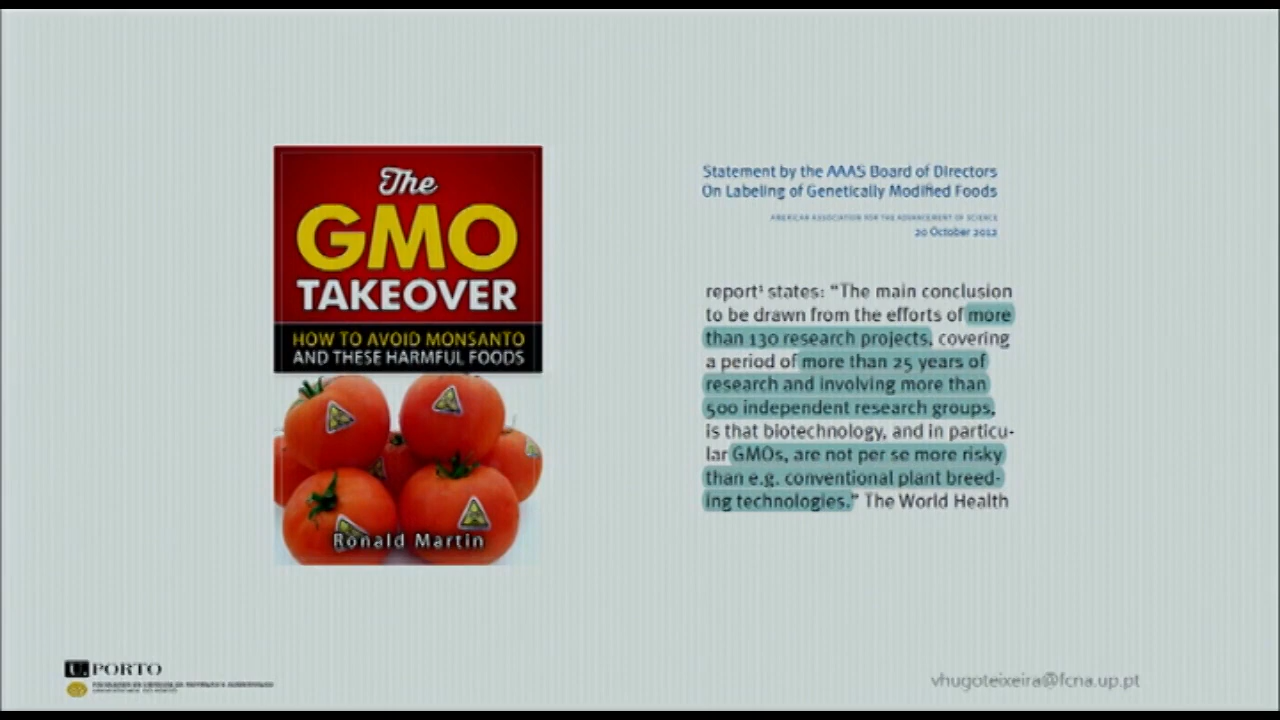 The
GMO
TAKEOVER
HOW TO AVOID MONSANTO
AND THESE HARMFUL FOODS
Ronald Martin
Statement by the AAAS Board of Directors
On Labeling of Genetically Modified Foods
AMERICAN ASSOCIATION FOR THE ADVANCEMENT OF SCIENCE
20 October 2012
report¹ states: “The main conclusion
to be drawn from the efforts of more
than 130 research projects, covering
a period of more than 25 years of
research and involving more than
500 independent research groups,
is that biotechnology, and in particu-
lar GMOs, are not per se more risky
than e.g. conventional plant breed-
ing technologies.” The World Health
U. PORTO
vhugoteixeira@fcna.up.pt